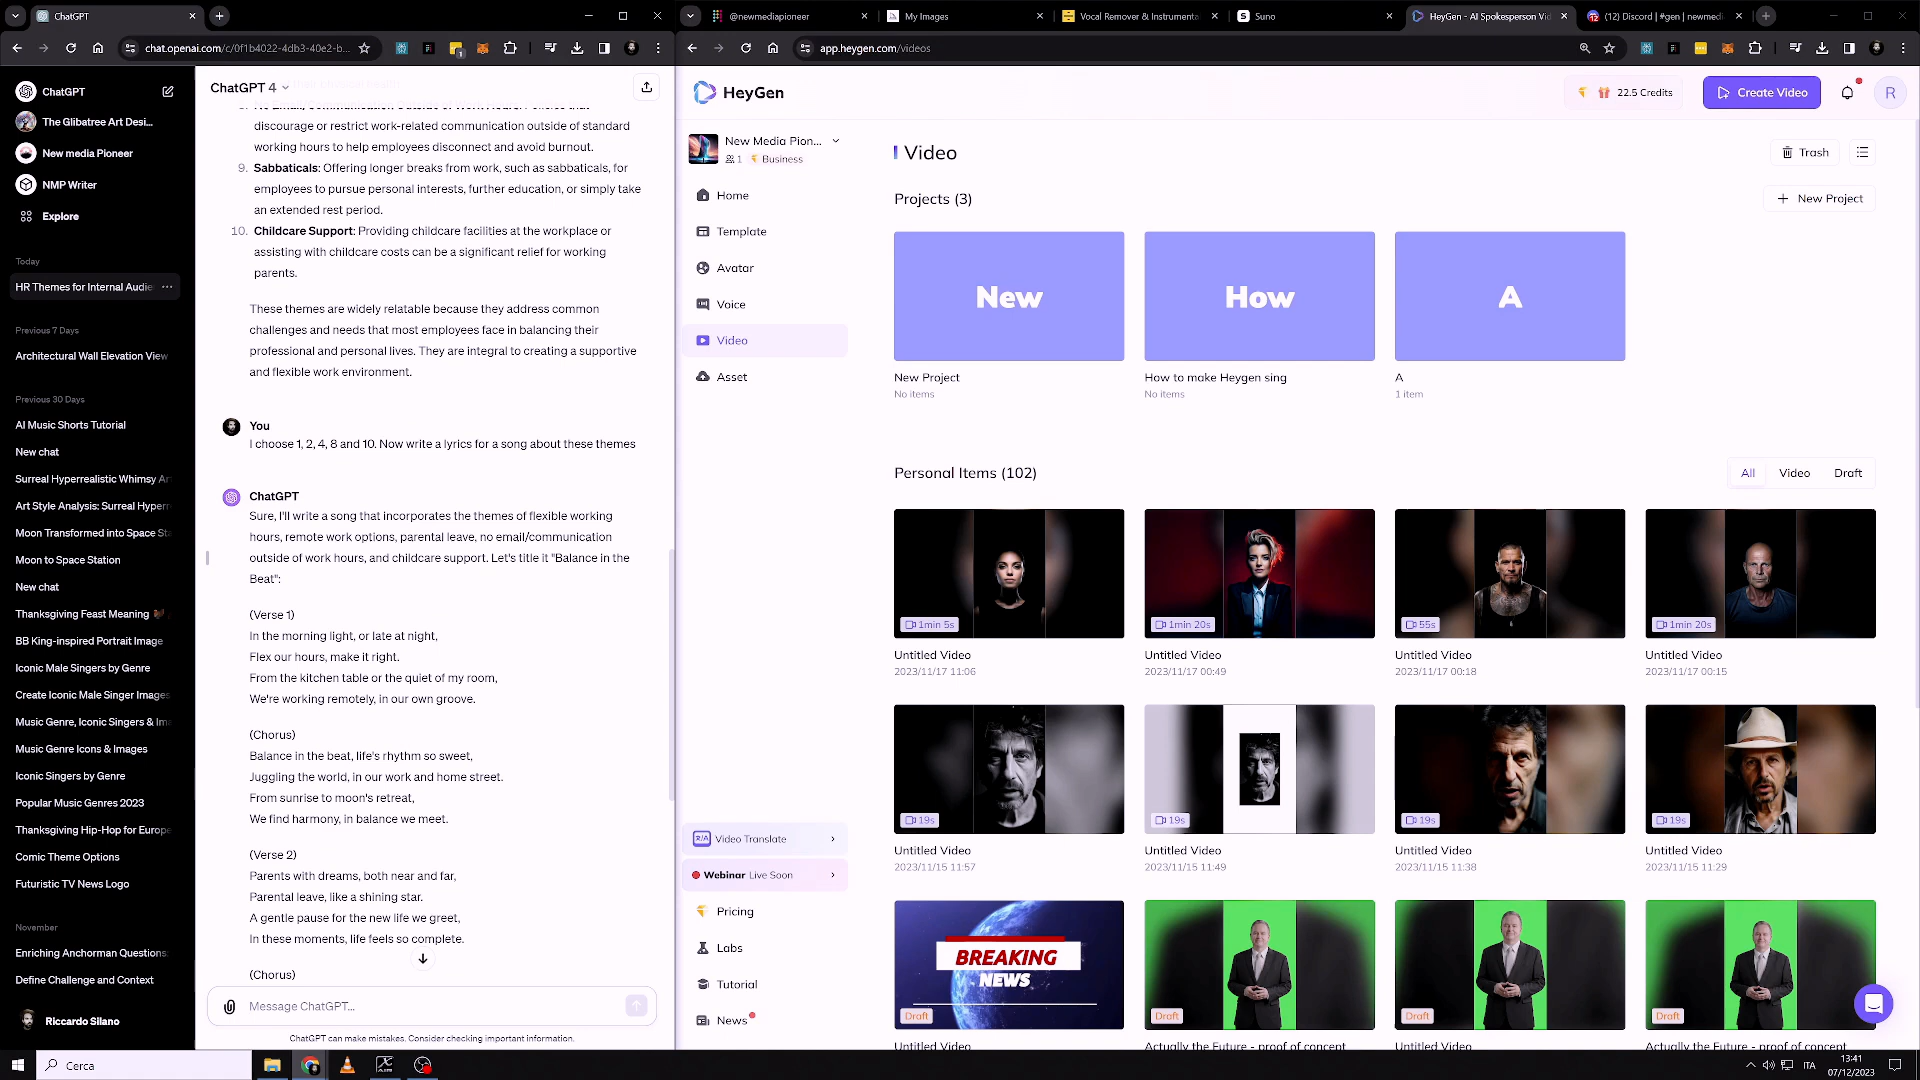 ChatGPT
@newmediapioneer
My Images
Vocal Remover & Instrumenta
Suno
HeyGen - AI Spokesperson Vid
(12) Discord | #gen | newmedi
chat.openai.com/c/0f1b4022-4db3-40e2-b...
app.heygen.com/videos
ChatGPT
The Glibatree Art Desi...
New media Pioneer
NMP Writer
Explore
Today
HR Themes for Internal Audie
Previous 7 Days
Architectural Wall Elevation View
Previous 30 Days
AI Music Shorts Tutorial
New chat
Surreal Hyperrealistic Whimsy Ar
Art Style Analysis: Surreal Hyperr
Moon Transformed into Space Sta
Moon to Space Station
New chat
Thanksgiving Feast Meaning
BB King-inspired Portrait Image
Iconic Male Singers by Genre
Create Iconic Male Singer Images
Music Genre, Iconic Singers & Ima
Music Genre Icons & Images
Iconic Singers by Genre
Popular Music Genres 2023
Thanksgiving Hip-Hop for Europe
Comic Theme Options
Futuristic TV News Logo
November
Enriching Anchorman Questions:
Define Challenge and Context
Riccardo Silano
ChatGPT 4
discourage or restrict work-related communication outside of standard
working hours to help employees disconnect and avoid burnout.
9. Sabbaticals: Offering longer breaks from work, such as sabbaticals, for
employees to pursue personal interests, further education, or simply take
an extended rest period.
10. Childcare Support: Providing childcare facilities at the workplace or
assisting with childcare costs can be a significant relief for working
parents.
These themes are widely relatable because they address common
challenges and needs that most employees face in balancing their
professional and personal lives. They are integral to creating a supportive
and flexible work environment.
You
I choose 1, 2, 4, 8 and 10. Now write a lyrics for a song about these themes
ChatGPT
Sure, I'll write a song that incorporates the themes of flexible working
hours, remote work options, parental leave, no email/communication
outside of work hours, and childcare support. Let's title it "Balance in the
Beat":
(Verse 1)
In the morning light, or late at night,
Flex our hours, make it right.
From the kitchen table or the quiet of my room,
We're working remotely, in our own groove.
(Chorus)
Balance in the beat, life's rhythm so sweet,
Juggling the world, in our work and home street.
From sunrise to moon's retreat,
We find harmony, in balance we meet.
(Verse 2)
Parents with dreams, both near and far,
Parental leave, like a shining star.
A gentle pause for the new life we greet,
In these moments, life feels so complete.
(Chorus)
Message ChatGPT...
ChatGPT can make mistakes. Consider checking important information.
HeyGen
22.5 Credits
Create Video
R
New Media Pion...
1 Business
Home
Template
Avatar
Voice
Video
Asset
Video Translate
Webinar Live Soon
Pricing
Labs
Tutorial
News
Video
Trash
Projects (3)
New Project
New
How
A
New Project
No items
How to make Heygen sing
No items
A
1 item
Personal Items (102)
All
Video
Draft
1min 5s
1min 20s
55s
1min 20s
Untitled Video
2023/11/17 11:06
Untitled Video
2023/11/17 00:49
Untitled Video
2023/11/17 00:18
Untitled Video
2023/11/17 00:15
19s
19s
19s
19s
Untitled Video
2023/11/15 11:57
Untitled Video
2023/11/15 11:49
Untitled Video
2023/11/15 11:38
Untitled Video
2023/11/15 11:29
BREAKING
NEWS
Draft
Draft
Draft
Draft
Untitled Video
Actually the Future - proof of concept
Untitled Video
Actually the Future - proof of concept
Cerca
ITA
13:41
07/12/2023